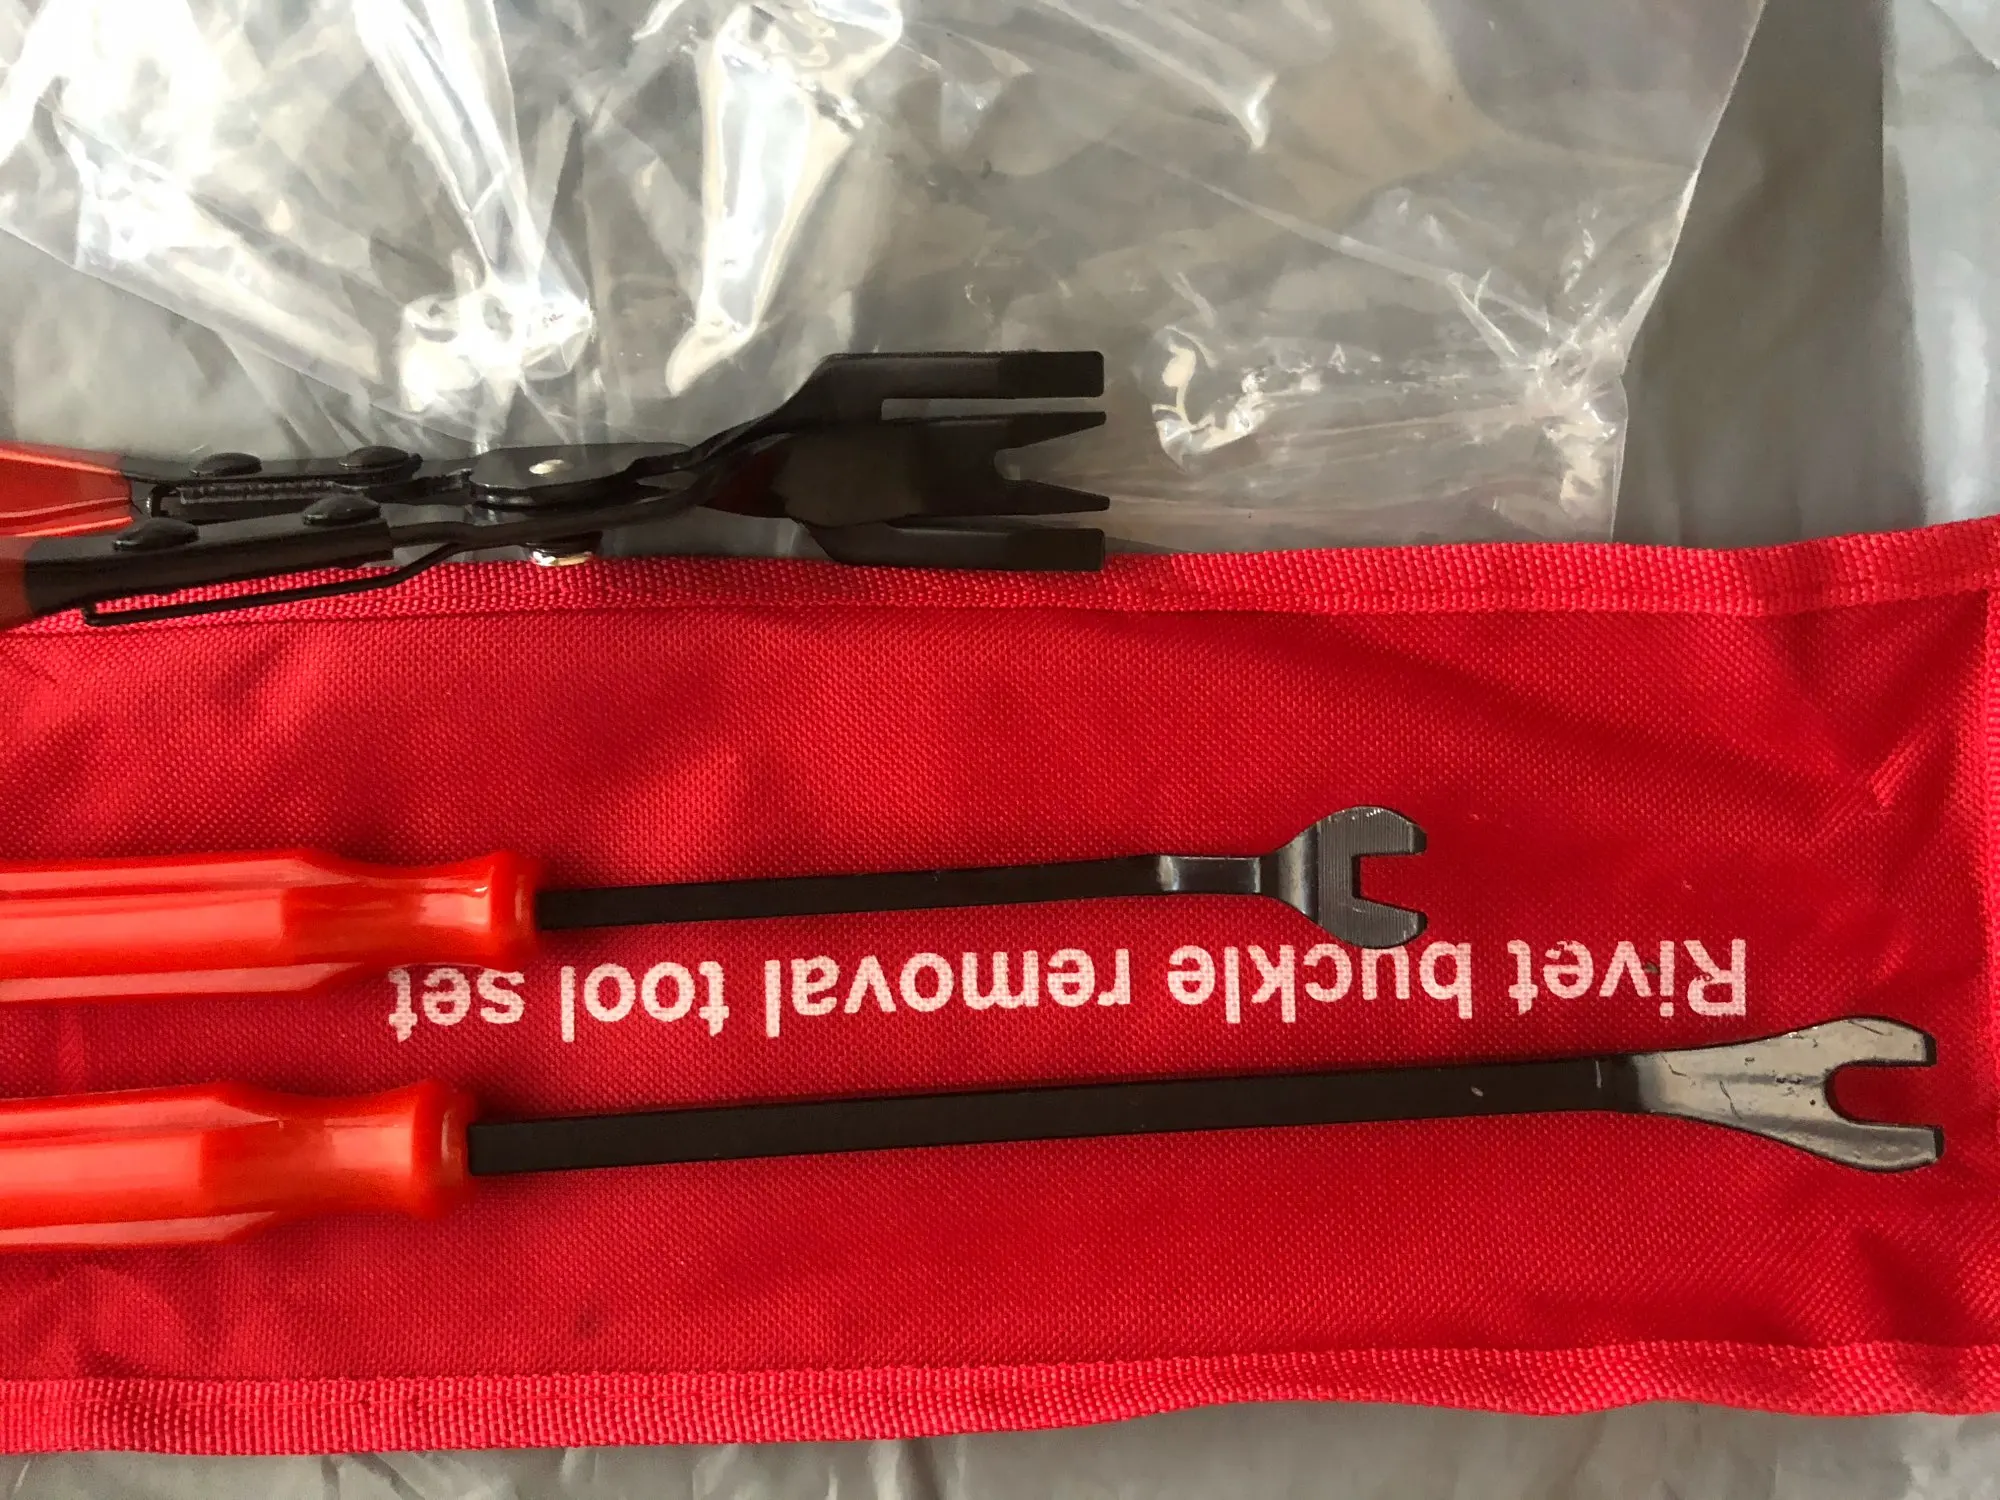 Rivet buckle removal tool set